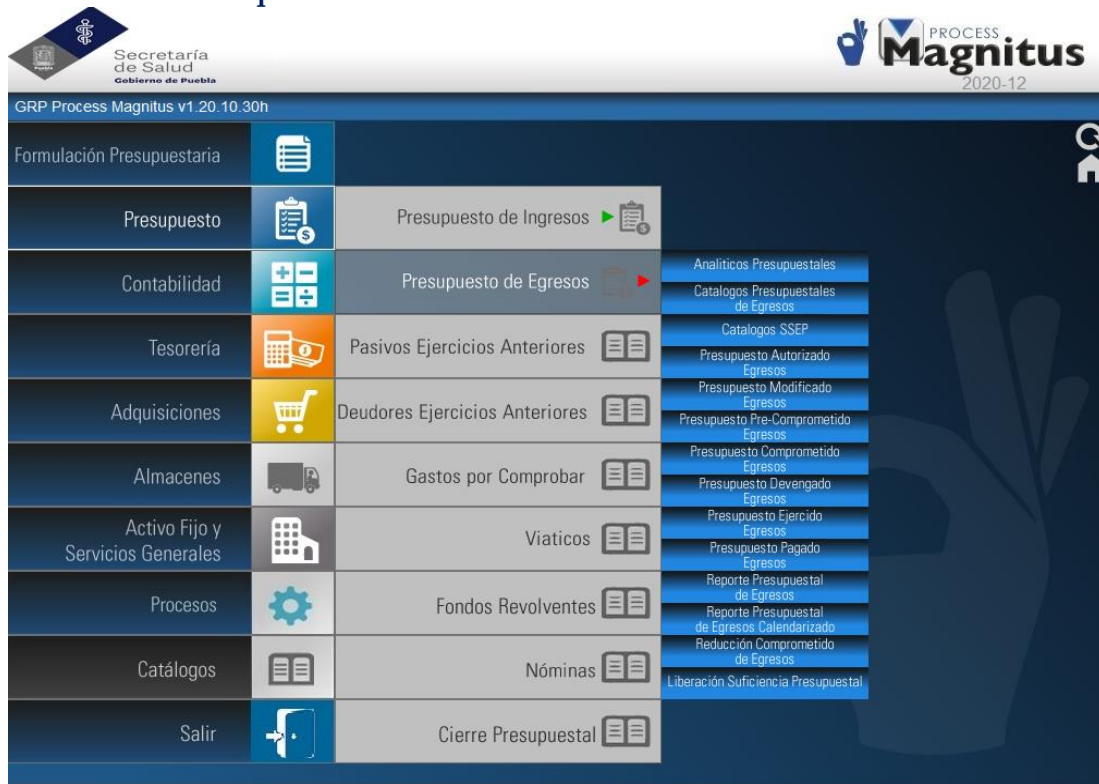 Secretaría
de Salud
Gobierno de Puebla
PROCESS
Magnitus
2020-12
GRP Process Magnitus v1.20.10.30h
Formulación Presupuestaria
Presupuesto
Contabilidad
Tesorería
Adquisiciones
Almacenes
Activo Fijo y
Servicios Generales
Procesos
Catálogos
Salir
Presupuesto de Ingresos
Presupuesto de Egresos
Pasivos Ejercicios Anteriores
Deudores Ejercicios Anteriores
Gastos por Comprobar
Viaticos
Fondos Revolventes
Nóminas
Cierre Presupuestal
Analiticos Presupuestales
Catalogos Presupuestales
de Egresos
Catalogos SSEP
Presupuesto Autorizado
Egresos
Presupuesto Modificado
Egresos
Presupuesto Pre-Comprometido
Egresos
Presupuesto Comprometido
Egresos
Presupuesto Devengado
Egresos
Presupuesto Ejercido
Egresos
Presupuesto Pagado
Egresos
Reporte Presupuestal
de Egresos
Reporte Presupuestal
de Egresos Calendarizado
Reducción Comprometido
de Egresos
Liberación Suficiencia Presupuestal